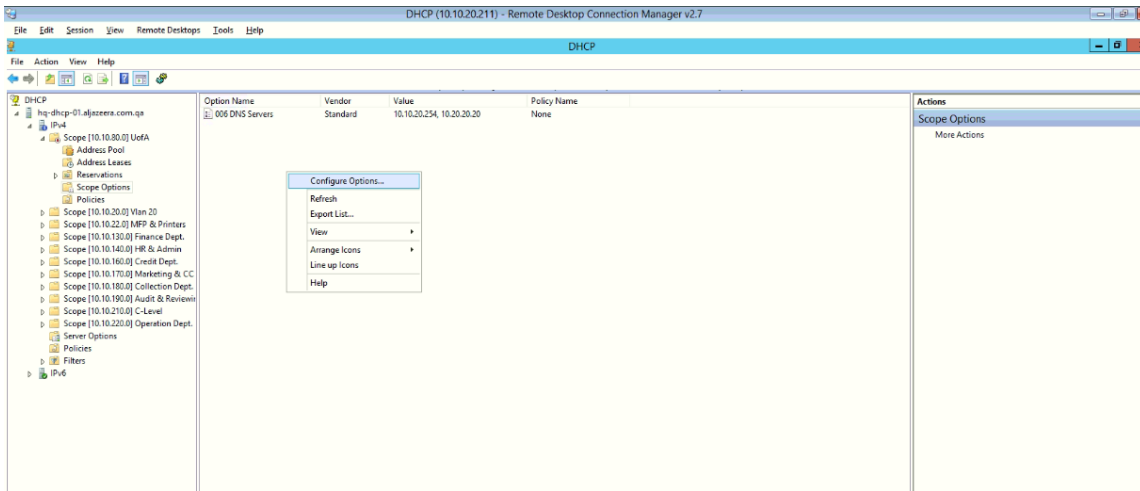 DHCP (10.10.20.211) - Remote Desktop Connection Manager v2.7
File Edit Session View Remote Desktops Tools Help
DHCP
File Action View Help
DHCP
hq-dhcp-01.aljazeera.com.qa
IPv4
Scope [10.10.80.0] UofA
Address Pool
Address Leases
Reservations
Scope Options
Policies
Scope [10.10.20.0] Vlan 20
Scope [10.10.22.0] MFP & Printers
Scope [10.10.130.0] Finance Dept.
Scope [10.10.140.0] HR & Admin
Scope [10.10.160.0] Credit Dept.
Scope [10.10.170.0] Marketing & CC
Scope [10.10.180.0] Collection Dept.
Scope [10.10.190.0] Audit & Reviewin
Scope [10.10.210.0] C-Level
Scope [10.10.220.0] Operation Dept.
Server Options
Policies
Filters
IPv6
Option Name Vendor Value Policy Name
006 DNS Servers Standard 10.10.20.254, 10.20.20.20 None
Configure Options...
Refresh
Export List...
View
Arrange Icons
Line up Icons
Help
Actions
Scope Options
More Actions